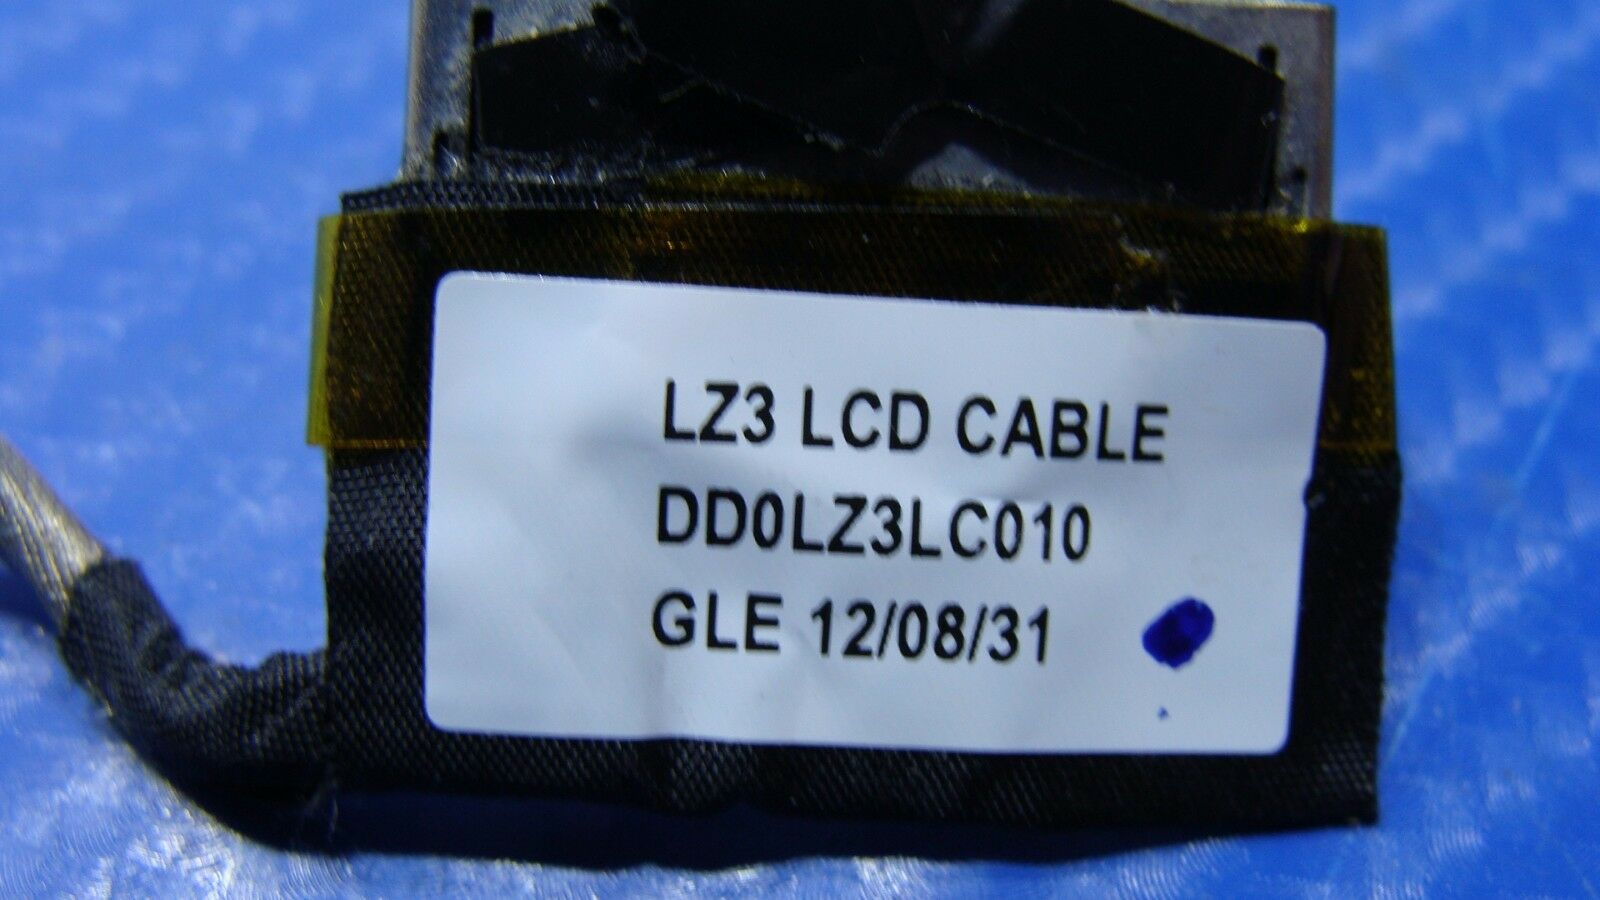 LZ3 LCD CABLE
DD0LZ3LC010
GLE 12/08/31